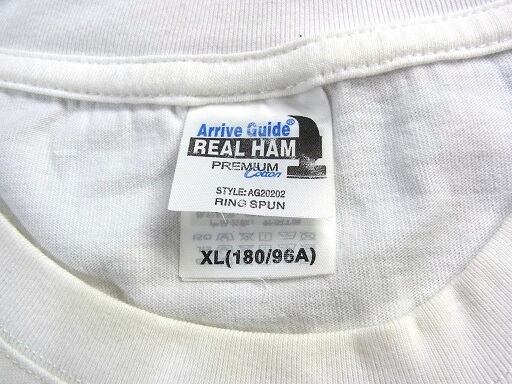 Arrive Guide®
REAL HAM
PREMIUM
Cotton
STYLE:AG20202
RING SPUN
XL(180/96A)